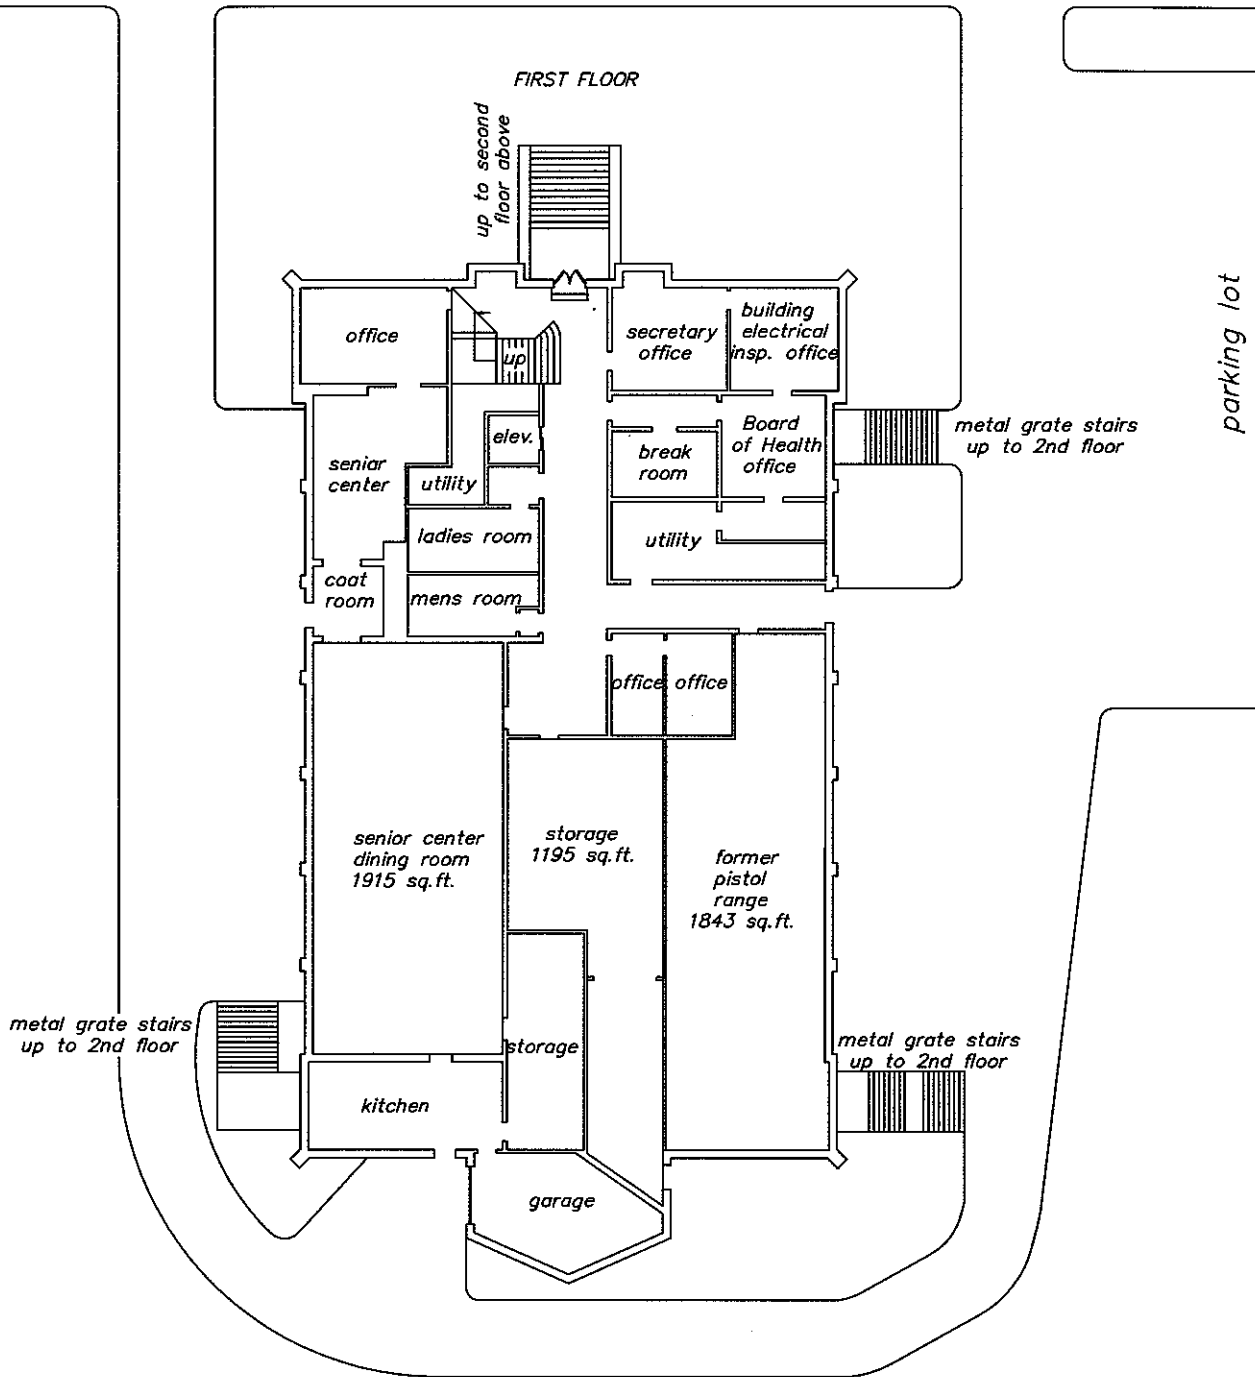 FIRST FLOOR
up to second
floor above
parking lot
office
up
secretary
office
building
electrical
insp. office
metal grate stairs
up to 2nd floor
seniar
center
elev.
utility
break
room
Board
of Health
office
ladies room
utility
coat
room
mens room
office
office
senior center
dining room
1915 sq.ft.
storage
1195 sq.ft.
former
pistol
range
1843 sq.ft.
metal grate stairs
up to 2nd floor
storage
metal grate stairs
up to 2nd floor
kitchen
garage